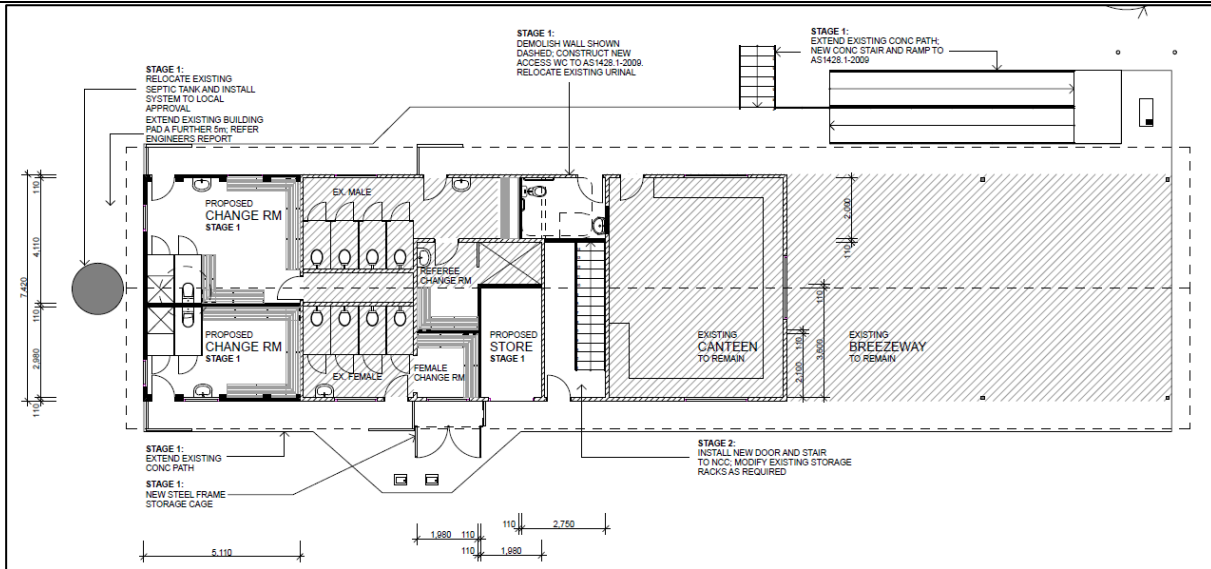 STAGE 1:
RELOCATE EXISTING
SEPTIC TANK AND INSTALL
SYSTEM TO LOCAL
APPROVAL
EXTEND EXISTING BUILDING
PAD A FURTHER 5m; REFER
ENGINEERS REPORT
STAGE 1:
DEMOLISH WALL SHOWN
DASHED; CONSTRUCT NEW
ACCESS WC TO AS1428.1-2009.
RELOCATE EXISTING URINAL
STAGE 1:
EXTEND EXISTING CONC PATH;
NEW CONC STAIR AND RAMP TO
AS1428.1-2009
110
4,110
7,420
110
2,980
110
PROPOSED
CHANGE RM
STAGE 1
EX. MALE
REFEREE
CHANGE RM
PROPOSED
CHANGE RM
STAGE 1
EX. FEMALE
FEMALE
CHANGE RM
PROPOSED
STORE
STAGE 1
EXISTING
CANTEEN
TO REMAIN
EXISTING
BREEZEWAY
TO REMAIN
2,000
110
110
3,600
110
2,100
STAGE 1:
EXTEND EXISTING
CONC PATH
STAGE 1:
NEW STEEL FRAME
STORAGE CAGE
STAGE 2:
INSTALL NEW DOOR AND STAIR
TO NCC; MODIFY EXISTING STORAGE
RACKS AS REQUIRED
110
2,750
1,980
110
110
1,980
5,110